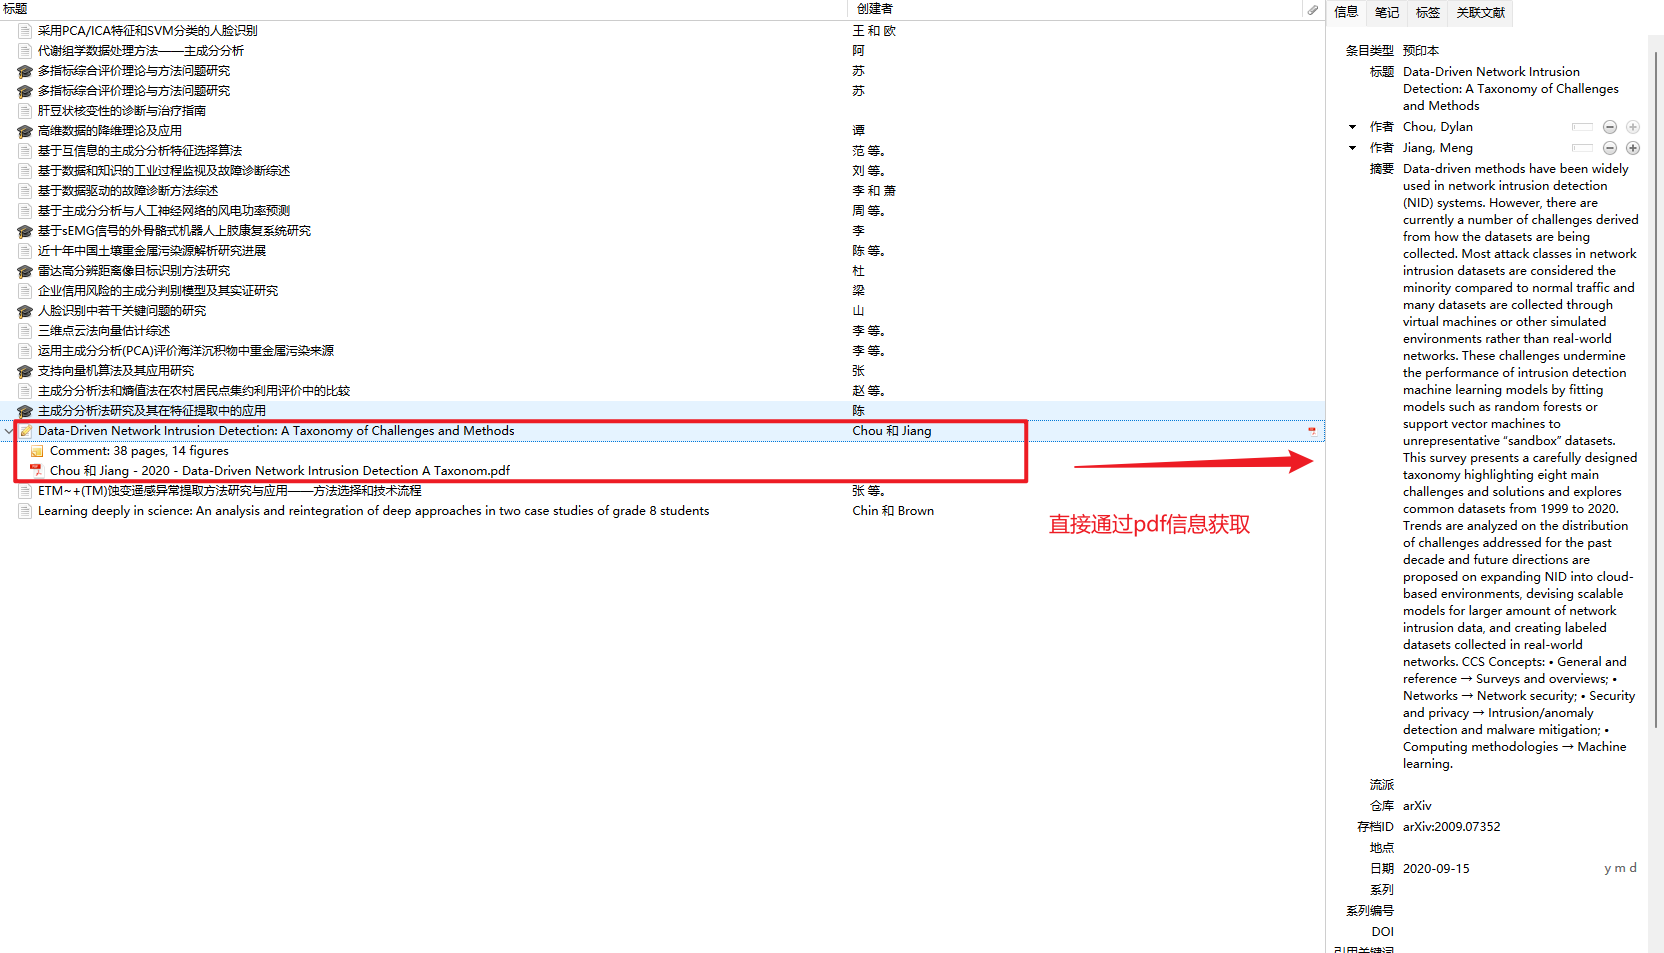 标题 创建者
采用PCA/ICA特征和SVM分类的人脸识别 王 和 欧
代谢组学数据处理方法——主成分分析 阿
多指标综合评价理论与方法问题研究 苏
多指标综合评价理论与方法问题研究 苏
肝豆状核变性的诊断与治疗指南
高维数据的降维理论及应用 谭
基于互信息的主成分分析特征选择算法 范 等。
基于数据和知识的工业过程监视及故障诊断综述 刘 等。
基于数据驱动的故障诊断方法综述 李 和 萧
基于主成分分析与人工神经网络的风电功率预测 周 等。
基于sEMG信号的外骨骼式机器人上肢康复系统研究 李
近十年中国土壤重金属污染源解析研究进展 陈 等。
雷达高分辨距离像目标识别方法研究 杜
企业信用风险的主成分判别模型及其实证研究 梁
人脸识别中若干关键问题的研究 山
三维点云法向量估计综述 李 等。
运用主成分分析(PCA)评价海洋沉积物中重金属污染来源 李 等。
支持向量机算法及其应用研究 张
主成分分析法和熵值法在农村居民点集约利用评价中的比较 赵 等。
主成分分析法研究及其在特征提取中的应用 陈
Data-Driven Network Intrusion Detection: A Taxonomy of Challenges and Methods Chou 和 Jiang
Comment: 38 pages, 14 figures
Chou 和 Jiang - 2020 - Data-Driven Network Intrusion Detection A Taxonom.pdf
ETM~+(TM)蚀变遥感异常提取方法研究与应用——方法选择和技术流程 张 等。
Learning deeply in science: An analysis and reintegration of deep approaches in two case studies of grade 8 students Chin 和 Brown
直接通过pdf信息获取
信息 笔记 标签 关联文献
条目类型 预印本
标题 Data-Driven Network Intrusion
Detection: A Taxonomy of Challenges
and Methods
作者 Chou, Dylan
作者 Jiang, Meng
摘要 Data-driven methods have been widely
used in network intrusion detection
(NID) systems. However, there are
currently a number of challenges derived
from how the datasets are being
collected. Most attack classes in network
intrusion datasets are considered the
minority compared to normal traffic and
many datasets are collected through
virtual machines or other simulated
environments rather than real-world
networks. These challenges undermine
the performance of intrusion detection
machine learning models by fitting
models such as random forests or
support vector machines to
unrepresentative “sandbox” datasets.
This survey presents a carefully designed
taxonomy highlighting eight main
challenges and solutions and explores
common datasets from 1999 to 2020.
Trends are analyzed on the distribution
of challenges addressed for the past
decade and future directions are
proposed on expanding NID into cloud-
based environments, devising scalable
models for larger amount of network
intrusion data, and creating labeled
datasets collected in real-world
networks. CCS Concepts: • General and
reference → Surveys and overviews; •
Networks → Network security; • Security
and privacy → Intrusion/anomaly
detection and malware mitigation; •
Computing methodologies → Machine
learning.
流派
仓库 arXiv
存档ID arXiv:2009.07352
地点
日期 2020-09-15 y m d
系列
系列编号
DOI
引用关键词